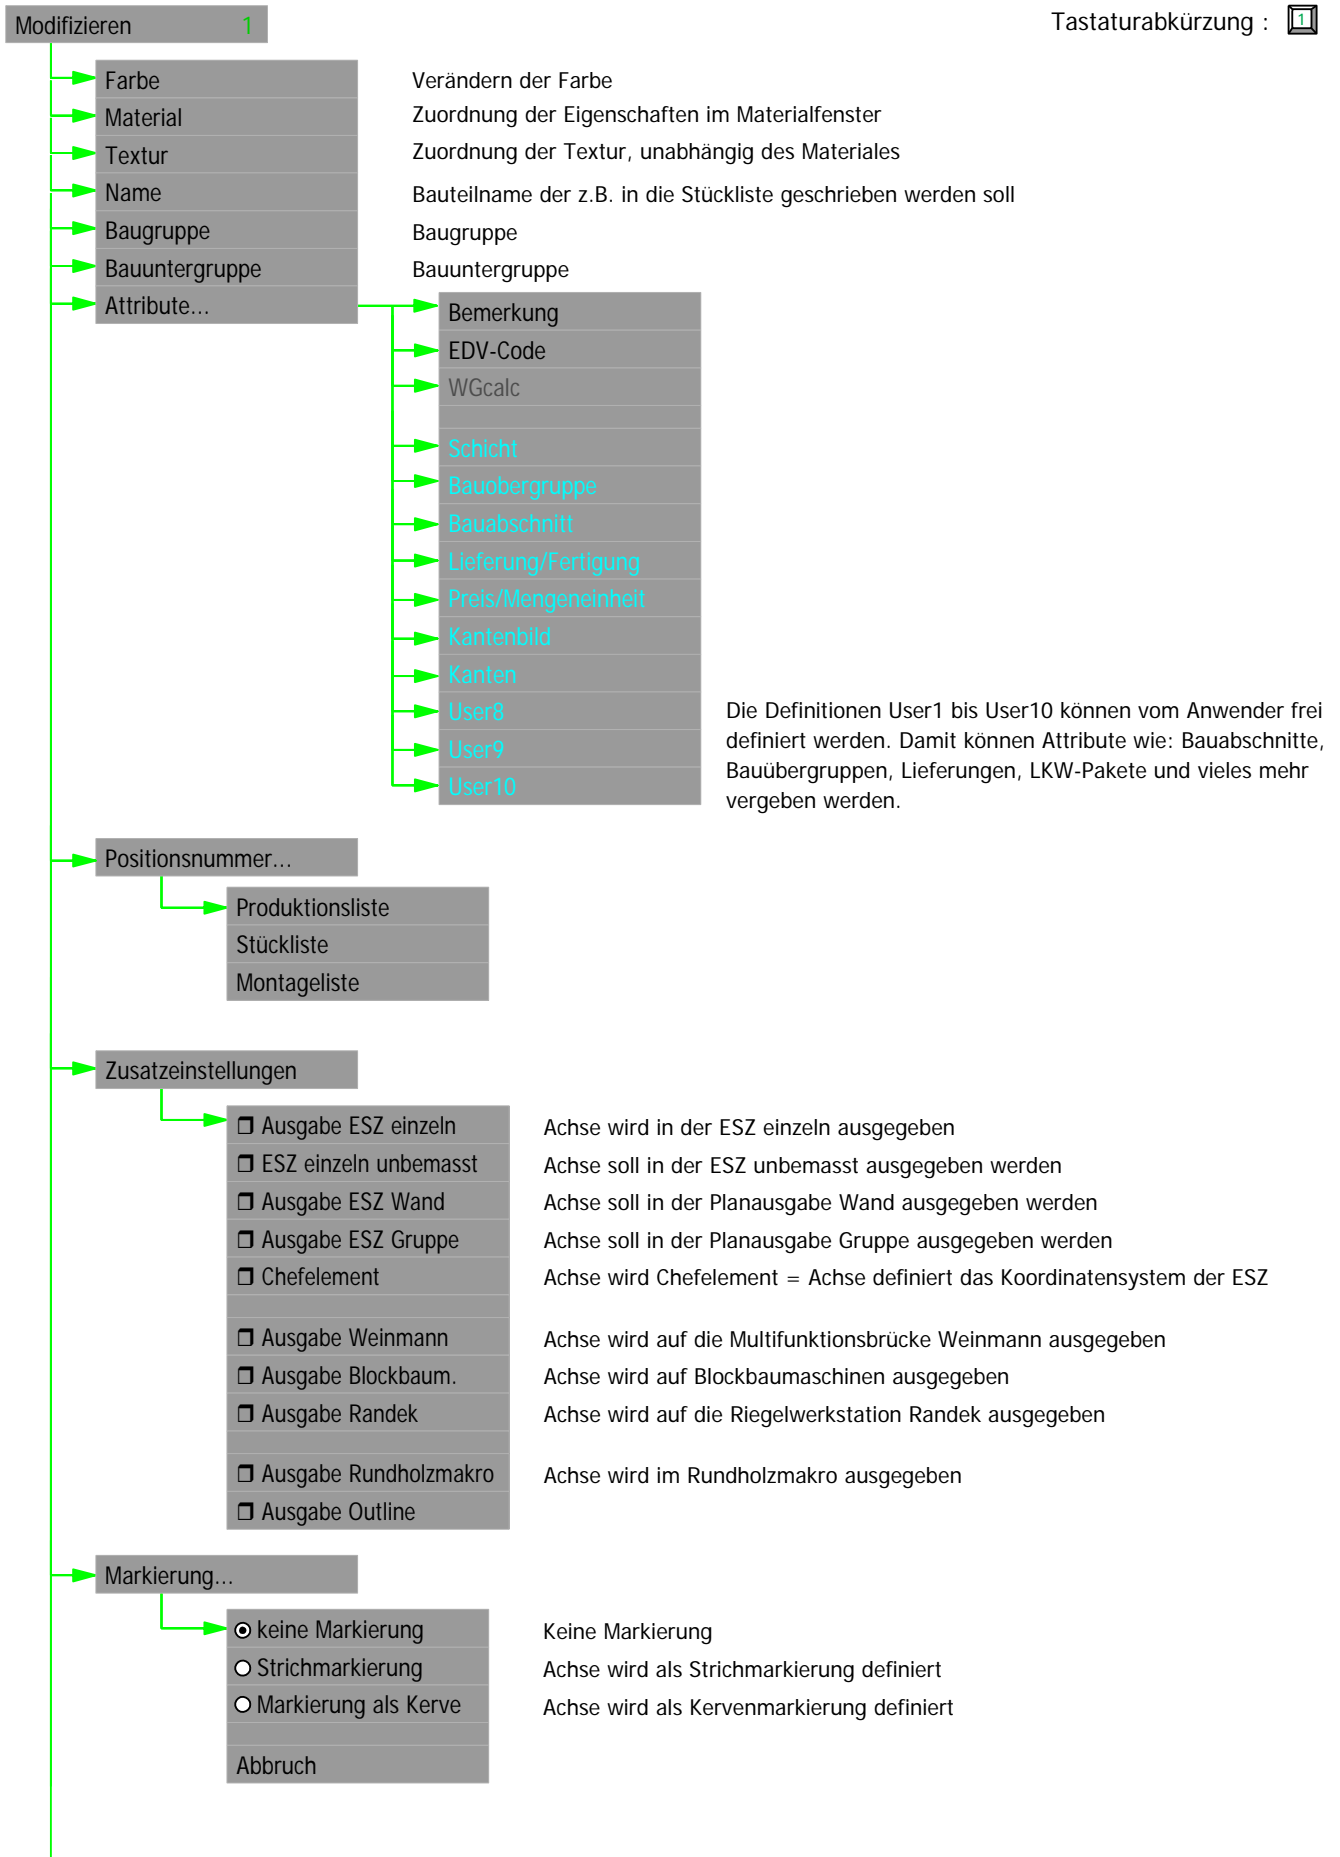 Modifizieren 1
Tastaturabkürzung : 1
Farbe
Verändern der Farbe
Material
Zuordnung der Eigenschaften im Materialfenster
Textur
Zuordnung der Textur, unabhängig des Materiales
Name
Bauteilname der z.B. in die Stückliste geschrieben werden soll
Baugruppe
Baugruppe
Bauuntergruppe
Bauuntergruppe
Attribute...
Bemerkung
EDV-Code
WGcalc
Schicht
Bauobergruppe
Bauabschnitt
Lieferung/Fertigung
Preis/Mengeneinheit
Kantenbild
Kanten
User8
User9
User10
Die Definitionen User1 bis User10 können vom Anwender frei
definiert werden. Damit können Attribute wie: Bauabschnitte,
Bauübergruppen, Lieferungen, LKW-Pakete und vieles mehr
vergeben werden.
Positionsnummer...
Produktionsliste
Stückliste
Montageliste
Zusatzeinstellungen
Ausgabe ESZ einzeln
Achse wird in der ESZ einzeln ausgegeben
ESZ einzeln unbemasst
Achse soll in der ESZ unbemasst ausgegeben werden
Ausgabe ESZ Wand
Achse soll in der Planausgabe Wand ausgegeben werden
Ausgabe ESZ Gruppe
Achse soll in der Planausgabe Gruppe ausgegeben werden
Chefelement
Achse wird Chefelement = Achse definiert das Koordinatensystem der ESZ
Ausgabe Weinmann
Achse wird auf die Multifunktionsbrücke Weinmann ausgegeben
Ausgabe Blockbaum.
Achse wird auf Blockbaumaschinen ausgegeben
Ausgabe Randek
Achse wird auf die Riegelwerkstation Randek ausgegeben
Ausgabe Rundholzmakro
Achse wird im Rundholzmakro ausgegeben
Ausgabe Outline
Markierung...
keine Markierung
Keine Markierung
Strichmarkierung
Achse wird als Strichmarkierung definiert
Markierung als Kerve
Achse wird als Kervenmarkierung definiert
Abbruch